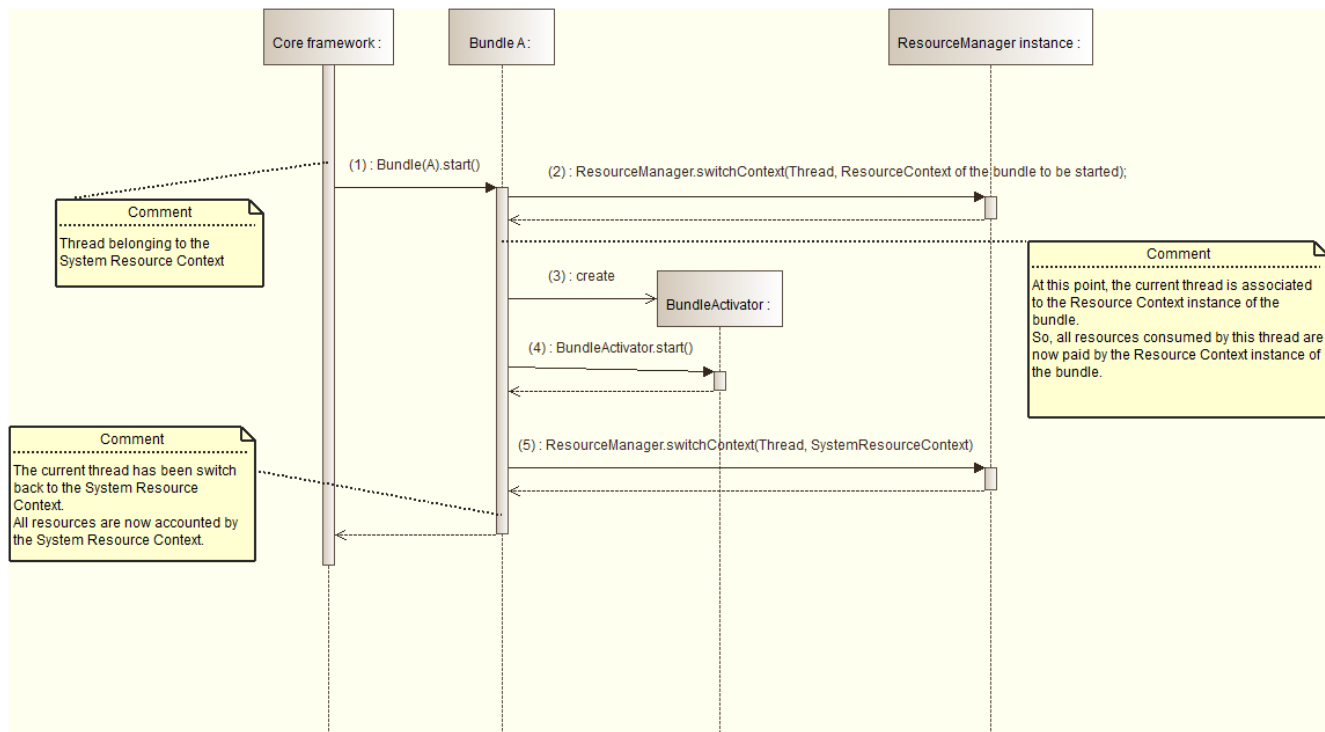 Core framework :
Bundle A :
ResourceManager instance :
(1) : Bundle(A).start()
(2) : ResourceManager.switchContext(Thread, ResourceContext of the bundle to be started);
Comment
Thread belonging to the
System Resource Context
Comment
At this point, the current thread is associated
to the Resource Context instance of the
bundle.
So, all resources consumed by this thread are
now paid by the Resource Context instance of
the bundle.
(3) : create
BundleActivator :
(4) : BundleActivator.start()
Comment
The current thread has been switch
back to the System Resource
Context.
All resources are now accounted by
the System Resource Context.
(5) : ResourceManager.switchContext(Thread, SystemResourceContext)